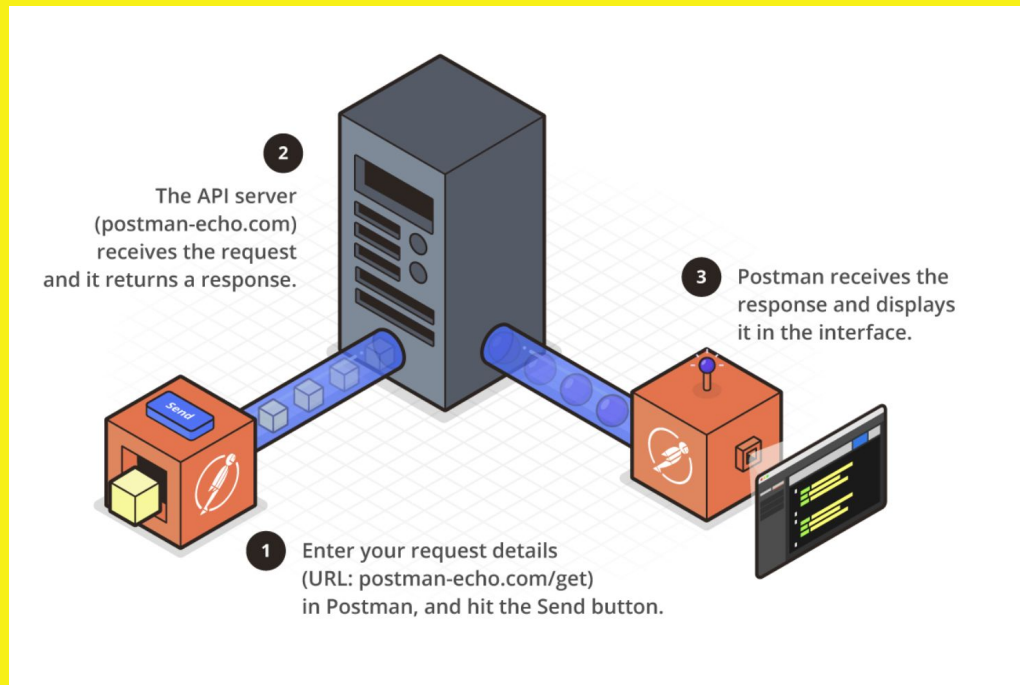 2
The API server
(postman-echo.com)
receives the request
and it returns a response.
3
Postman receives the
response and displays
it in the interface.
Send
1
Enter your request details
(URL: postman-echo.com/get)
in Postman, and hit the Send button.